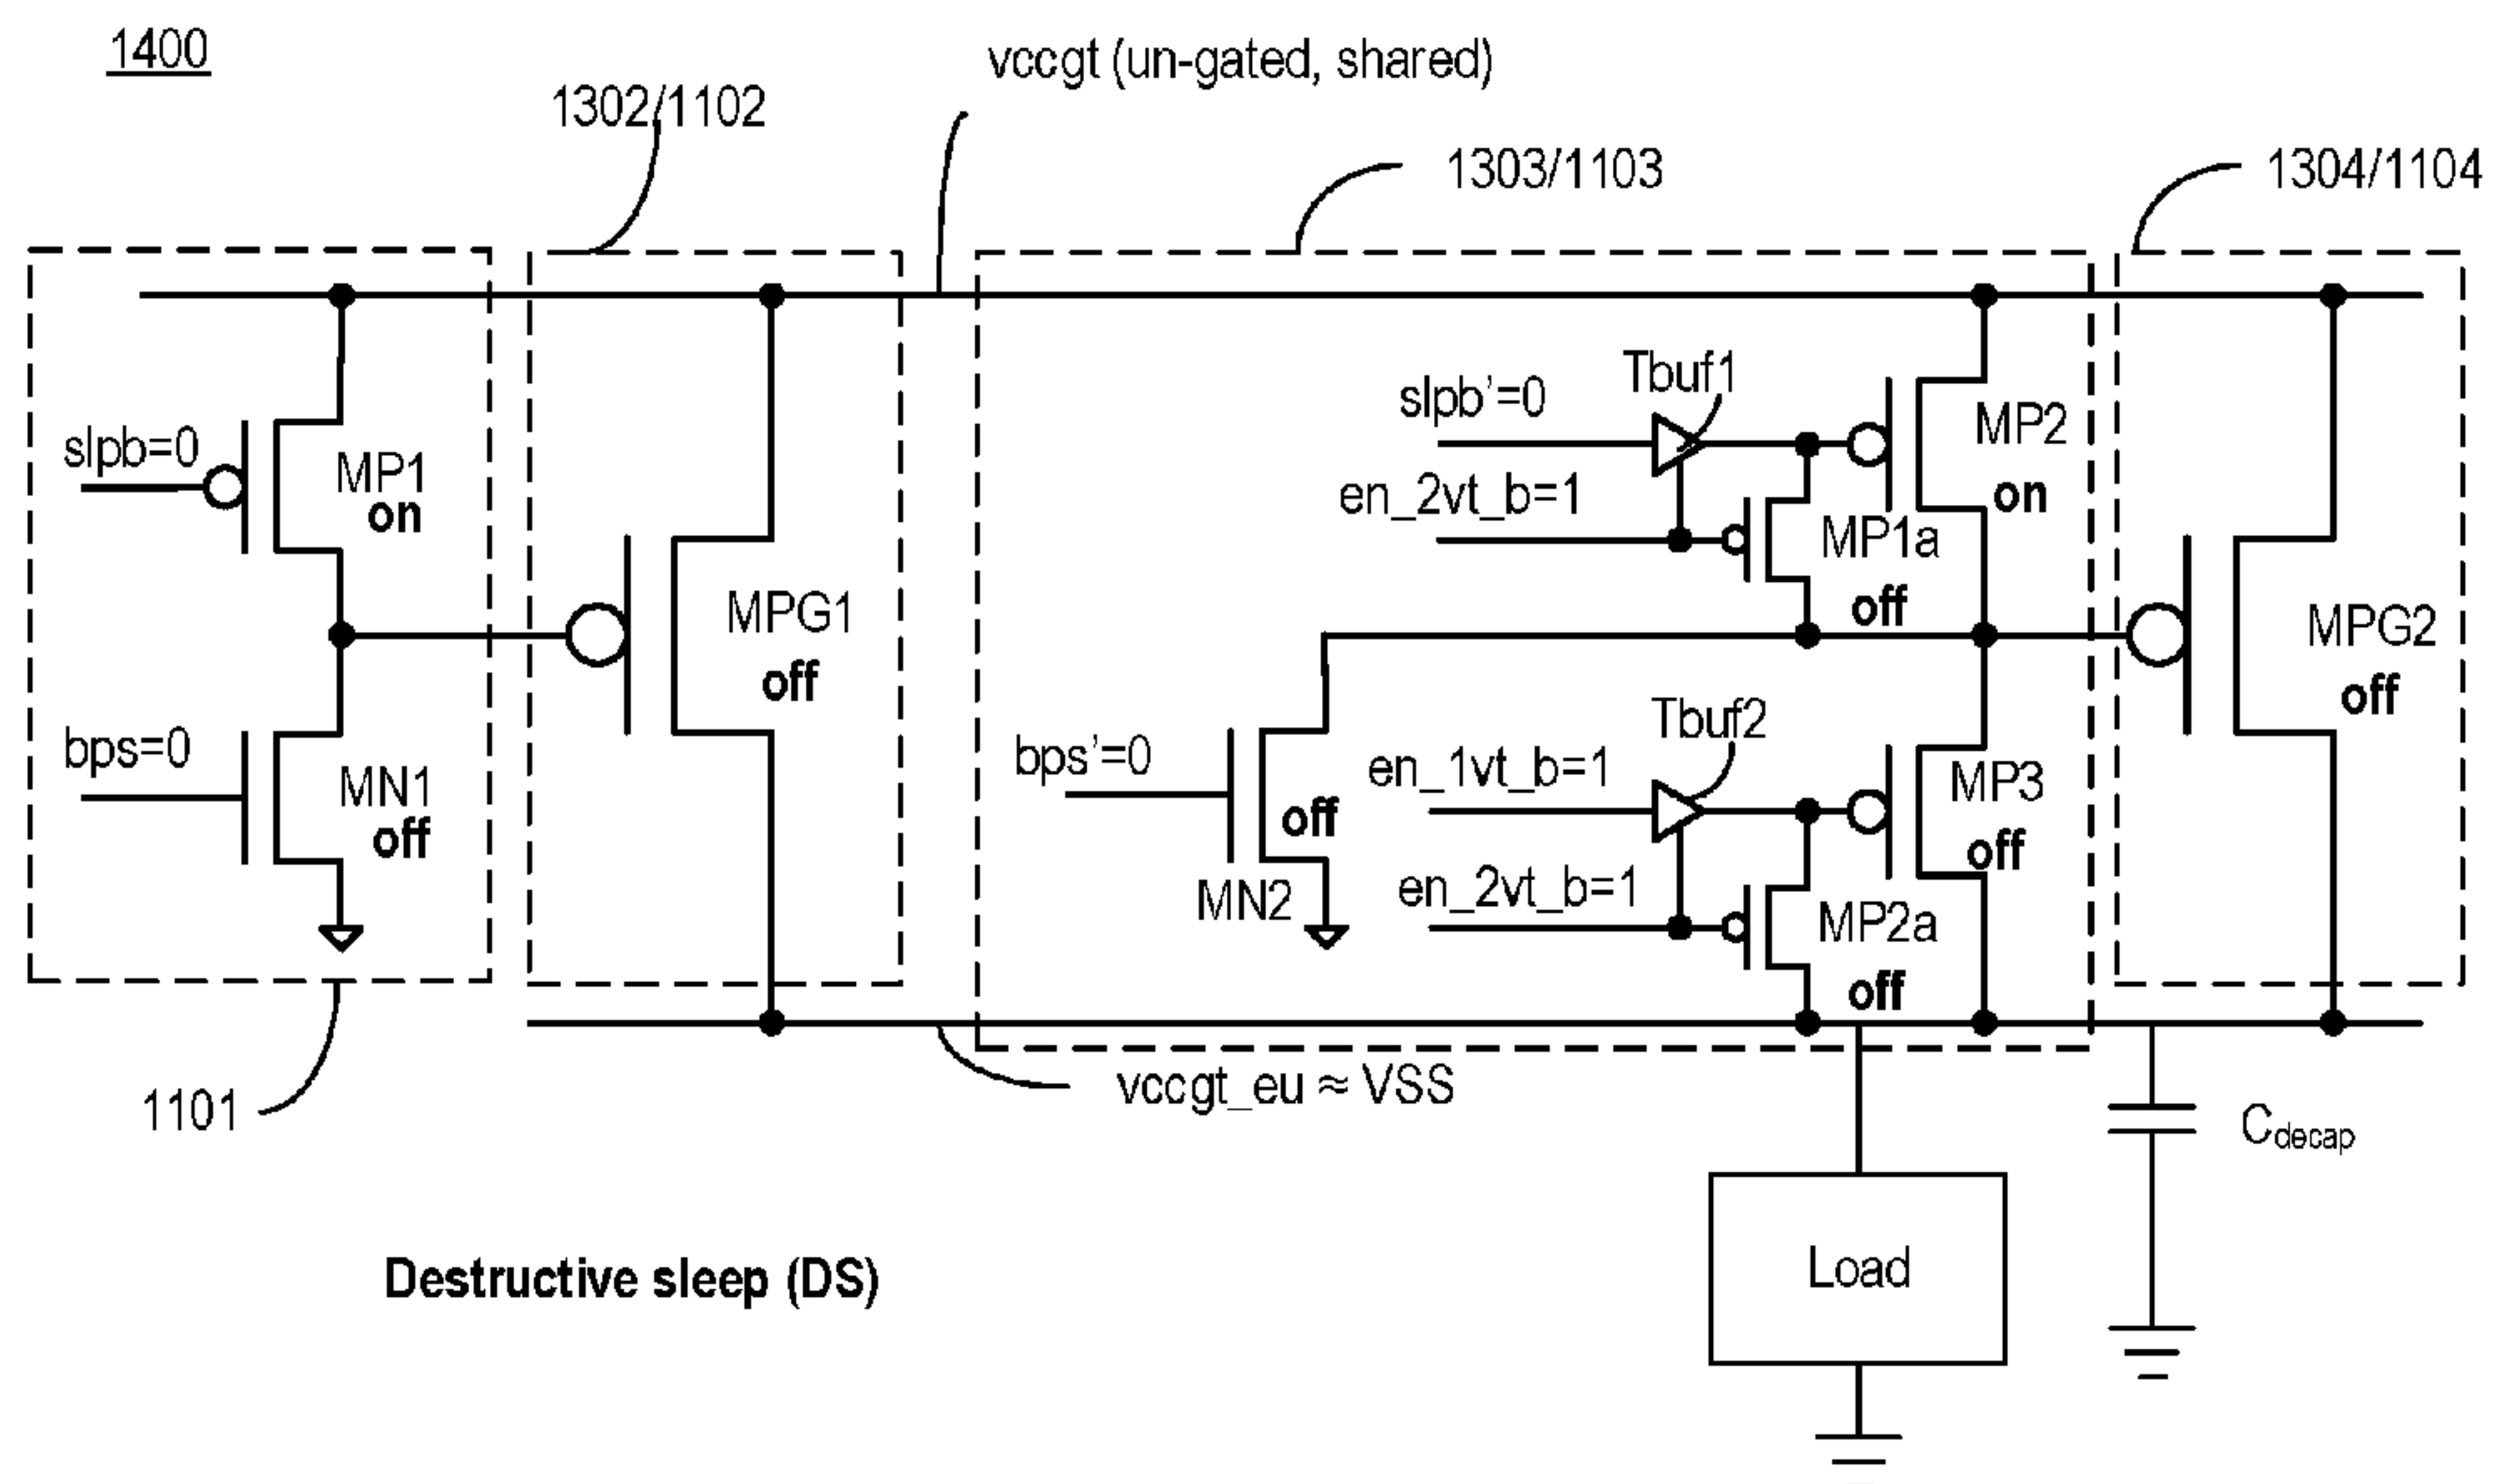 1400
vccgt (un-gated, shared)
1302/1102
1303/1103
1304/1104
slpb=0
MP1
on
bps=0
MN1
off
1101
MPG1
off
slpb’=0
Tbuf1
en_2vt_b=1
MP1a
off
MP2
on
MPG2
off
bps’=0
off
MN2
en_1vt_b=1
Tbuf2
en_2vt_b=1
MP2a
off
MP3
off
vccgt_eu ≈ VSS
Cdecap
Load
Destructive sleep (DS)